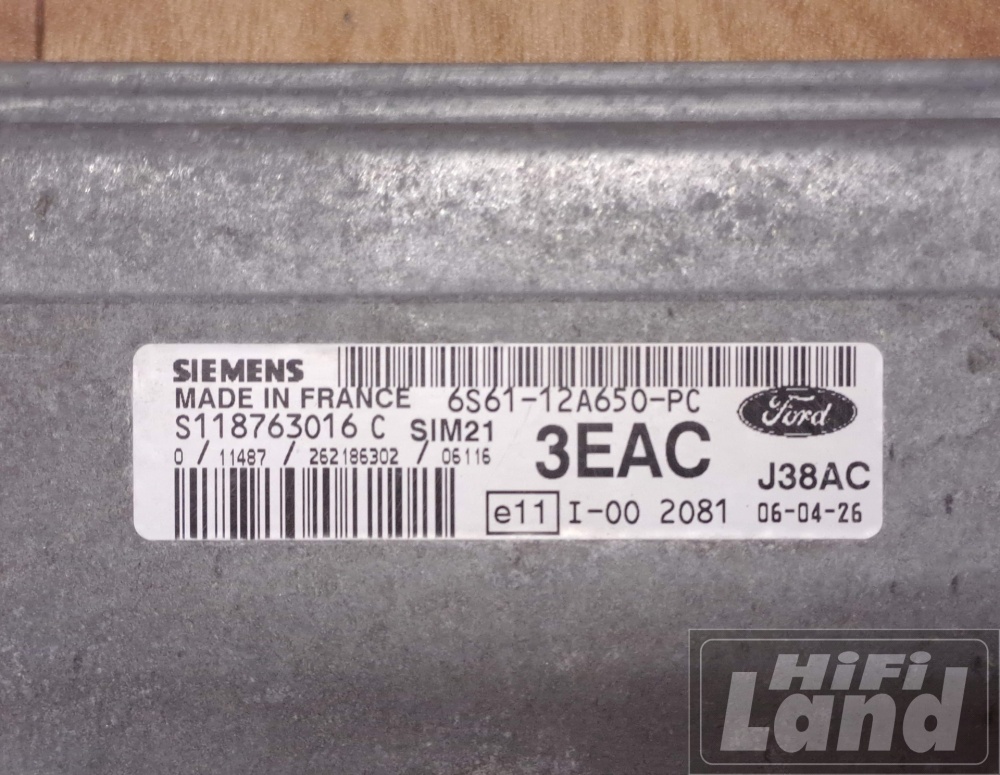 SIEMENS
MADE IN FRANCE 6S61-12A650-PC
S118763016 C SIM21 3EAC Ford
0 / 11487 / 262186302 / 06116 J38AC
e11 I-00 2081 06-04-26
HiFi
Land